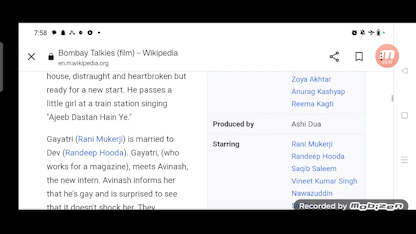 7:58
Bombay Talkies (film) - Wikipedia
en.m.wikipedia.org
house, distraught and heartbroken but
ready for a new start. He passes a
little girl at a train station singing
"Ajeeb Dastan Hain Ye."
Gayatri (Rani Mukerji) is married to
Dev (Randeep Hooda). Gayatri, (who
works for a magazine), meets Avinash,
the new intern. Avinash informs her
that he's gay and is surprised to see
that it doesn't shock her. They
Zoya Akhtar
Anurag Kashyap
Reema Kagti
Produced by
Ashi Dua
Starring
Rani Mukerji
Randeep Hooda
Saqib Saleem
Vineet Kumar Singh
Nawazuddin
Recorded by Mobizen